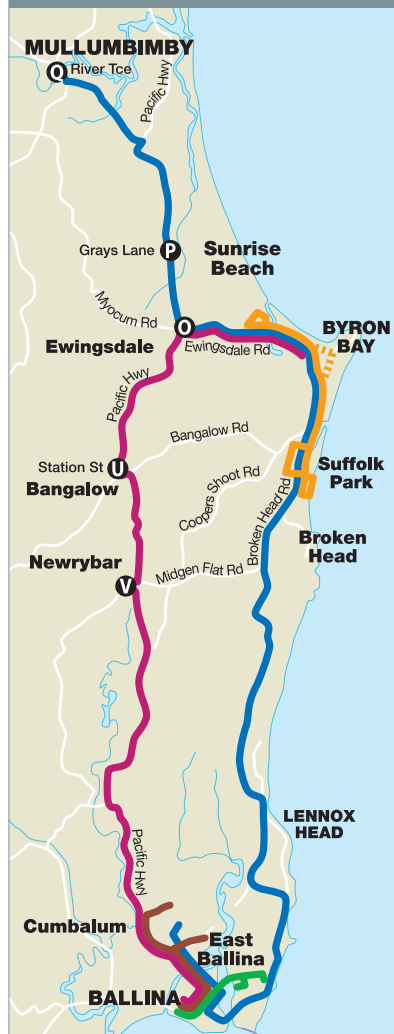 MULLUMBIMBY
Q River Tce
Pacific Hwy
Grays Lane P
Sunrise
Beach
Myocum Rd
O
BYRON
BAY
Ewingsdale
Ewingsdale Rd
Pacific Hwy
Bangalow Rd
Station St U
Bangalow
Coopers Shoot Rd
Suffolk
Park
Broken Head Rd
Broken
Head
Newrybar
V
Midgen Flat Rd
LENNOX
HEAD
Pacific Hwy
Cumbalum
East
Ballina
BALLINA